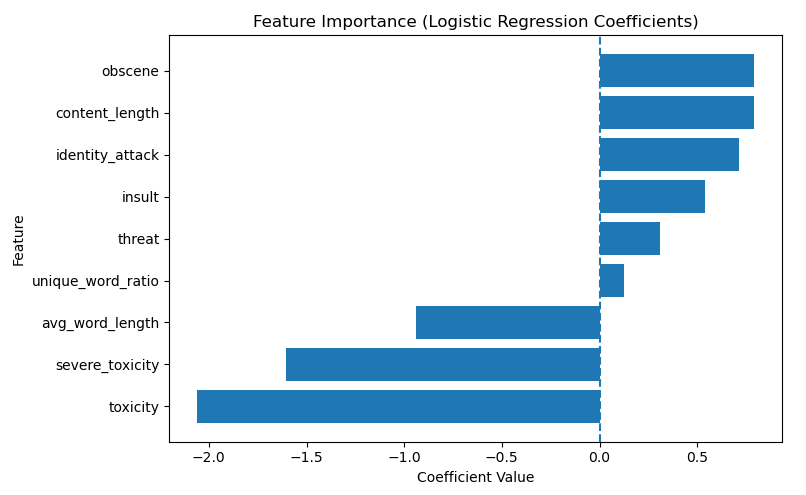 Feature Importance (Logistic Regression Coefficients)
Feature
obscene
content_length
identity_attack
insult
threat
unique_word_ratio
avg_word_length
severe_toxicity
toxicity
−2.0 −1.5 −1.0 −0.5 0.0 0.5
Coefficient Value